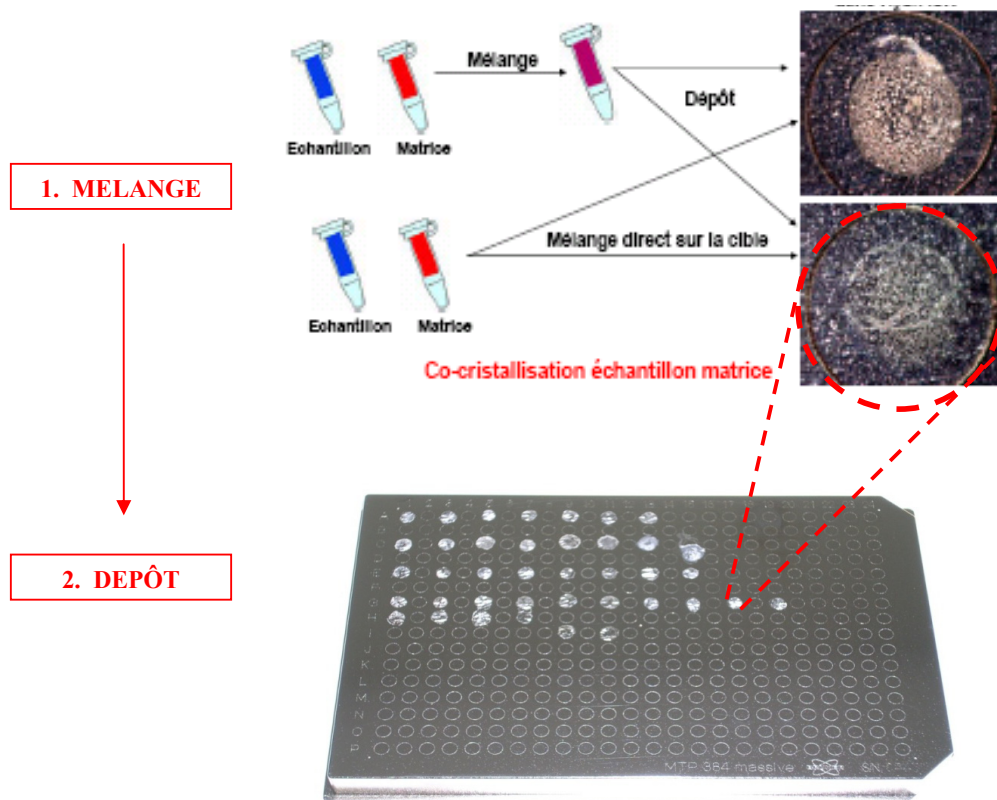 Mélange
Dépôt
Echantillon Matrice
1. MELANGE
Mélange direct sur la cible
Echantillon Matrice
Co-cristallisation échantillon matrice
2. DEPÔT
A
J
K
L
M
N
O
P
MTP 384 massive